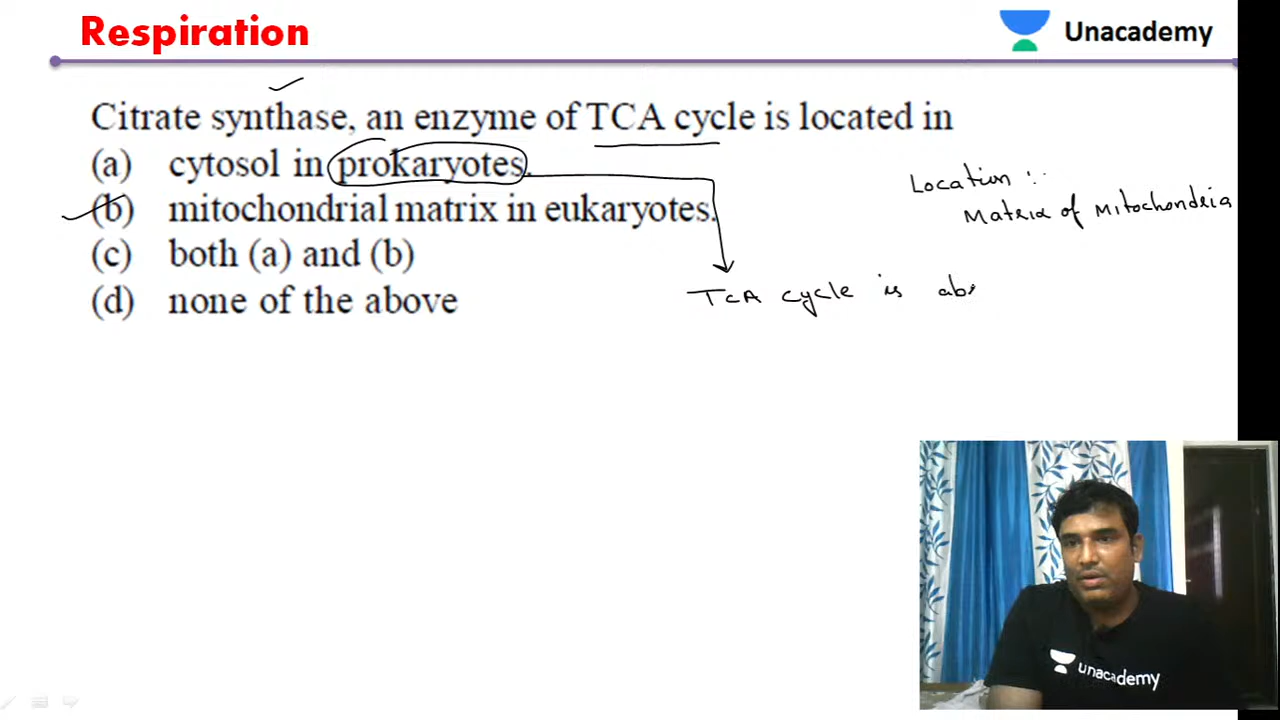 Respiration
Unacademy
Citrate synthase, an enzyme of TCA cycle is located in
(a) cytosol in prokaryotes.
(b) mitochondrial matrix in eukaryotes.
(c) both (a) and (b)
(d) none of the above
Location :-
Matrix of Mitochondria
TCA cycle is abs
unacademy